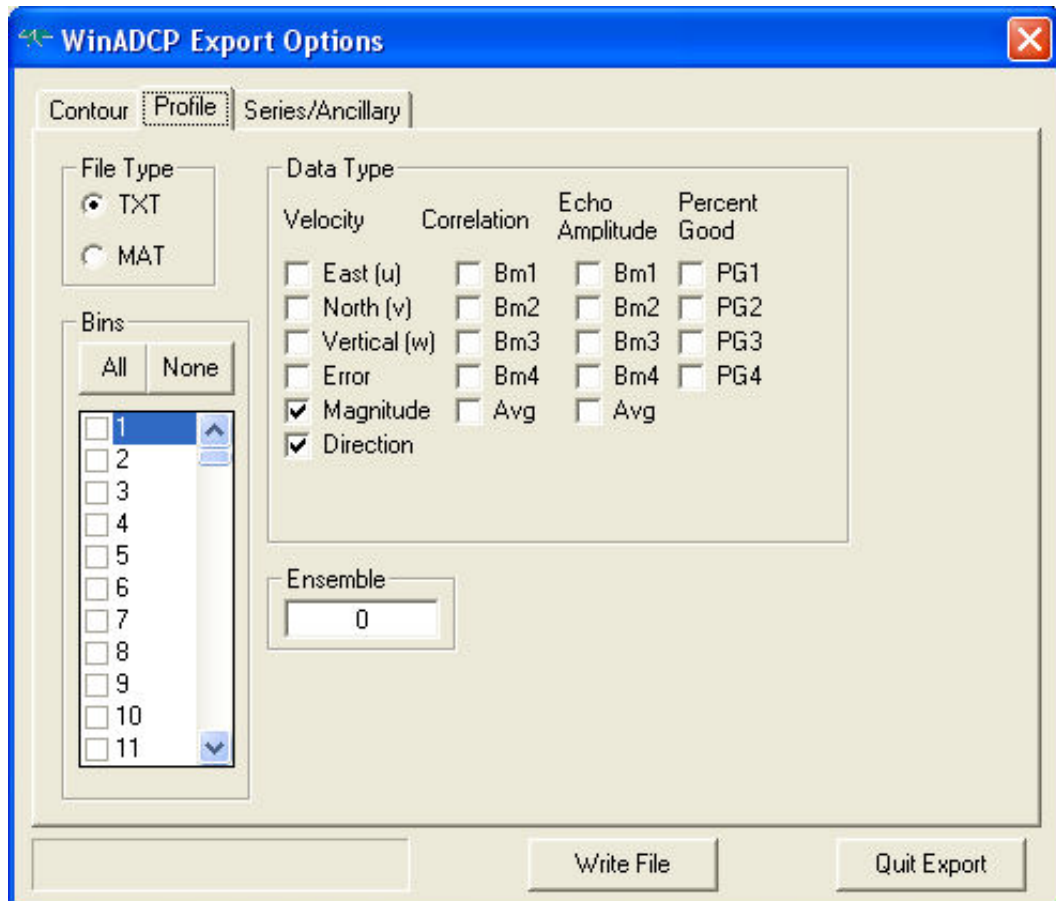 WinADCP Export Options
Contour Profile Series/Ancillary
File Type
TXT
MAT
Bins
All None
1
2
3
4
5
6
7
8
9
10
11
Data Type
Velocity Correlation Echo Amplitude Percent Good
East (u) Bm1 Bm1 PG1
North (v) Bm2 Bm2 PG2
Vertical (w) Bm3 Bm3 PG3
Error Bm4 Bm4 PG4
Magnitude Avg Avg
Direction
Ensemble
0
Write File Quit Export